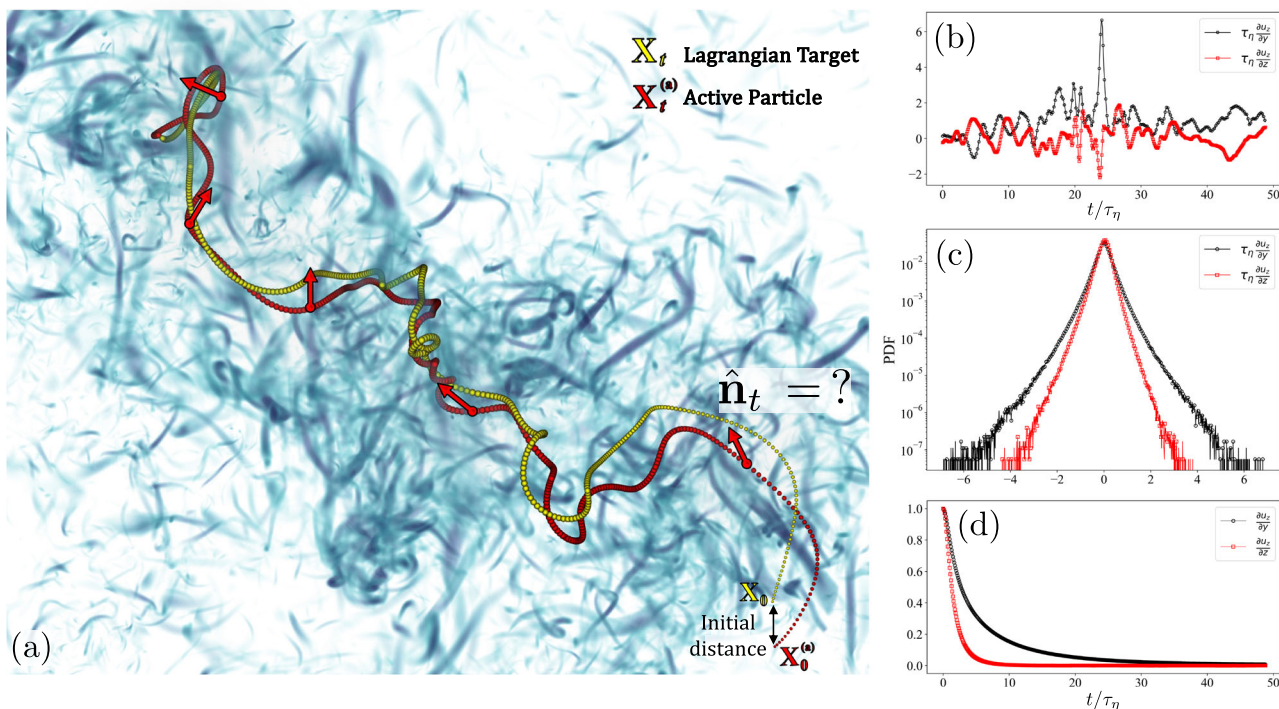 X_t Lagrangian Target
X_t^(a) Active Particle
n̂_t = ?
X_0
Initial
distance
X_0^(a)
(a)
(b)
τ_η ∂u_z/∂y
τ_η ∂u_z/∂z
6
4
2
0
−2
0 10 20 30 40 50
t/τ_η
(c)
τ_η ∂u_z/∂y
τ_η ∂u_z/∂z
PDF
10^−2
10^−3
10^−4
10^−5
10^−6
10^−7
−6 −4 −2 0 2 4 6
(d)
∂u_z/∂y
∂u_z/∂z
1.0
0.8
0.6
0.4
0.2
0.0
0 10 20 30 40 50
t/τ_η